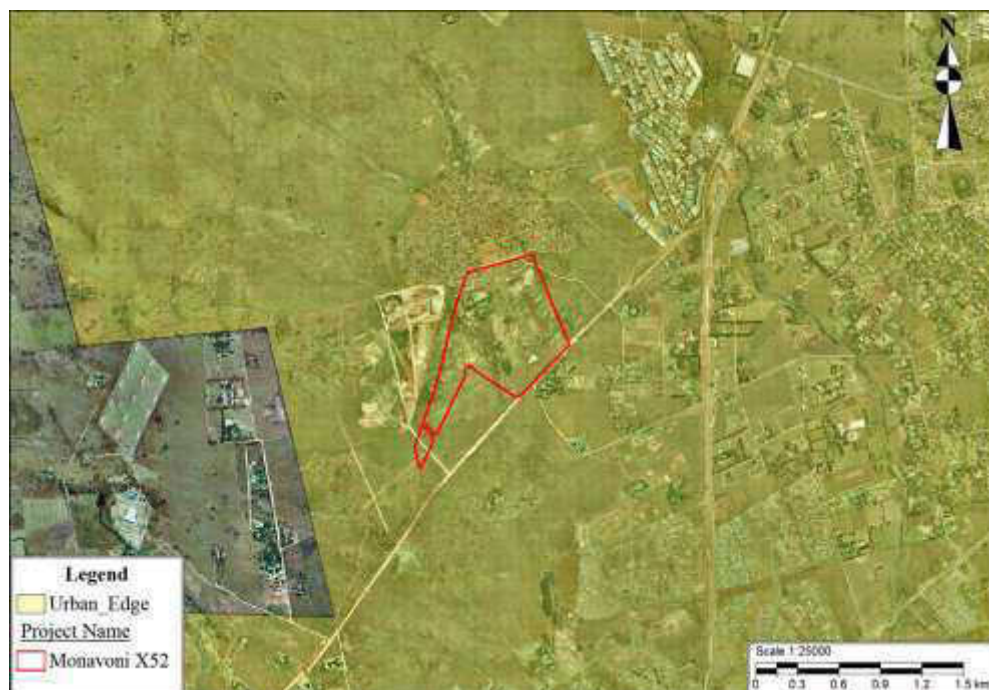 N
Legend
Urban_Edge
Project Name
Monavoni X52
Scale 1:25000
0 0.3 0.6 0.9 1.2 1.5 km